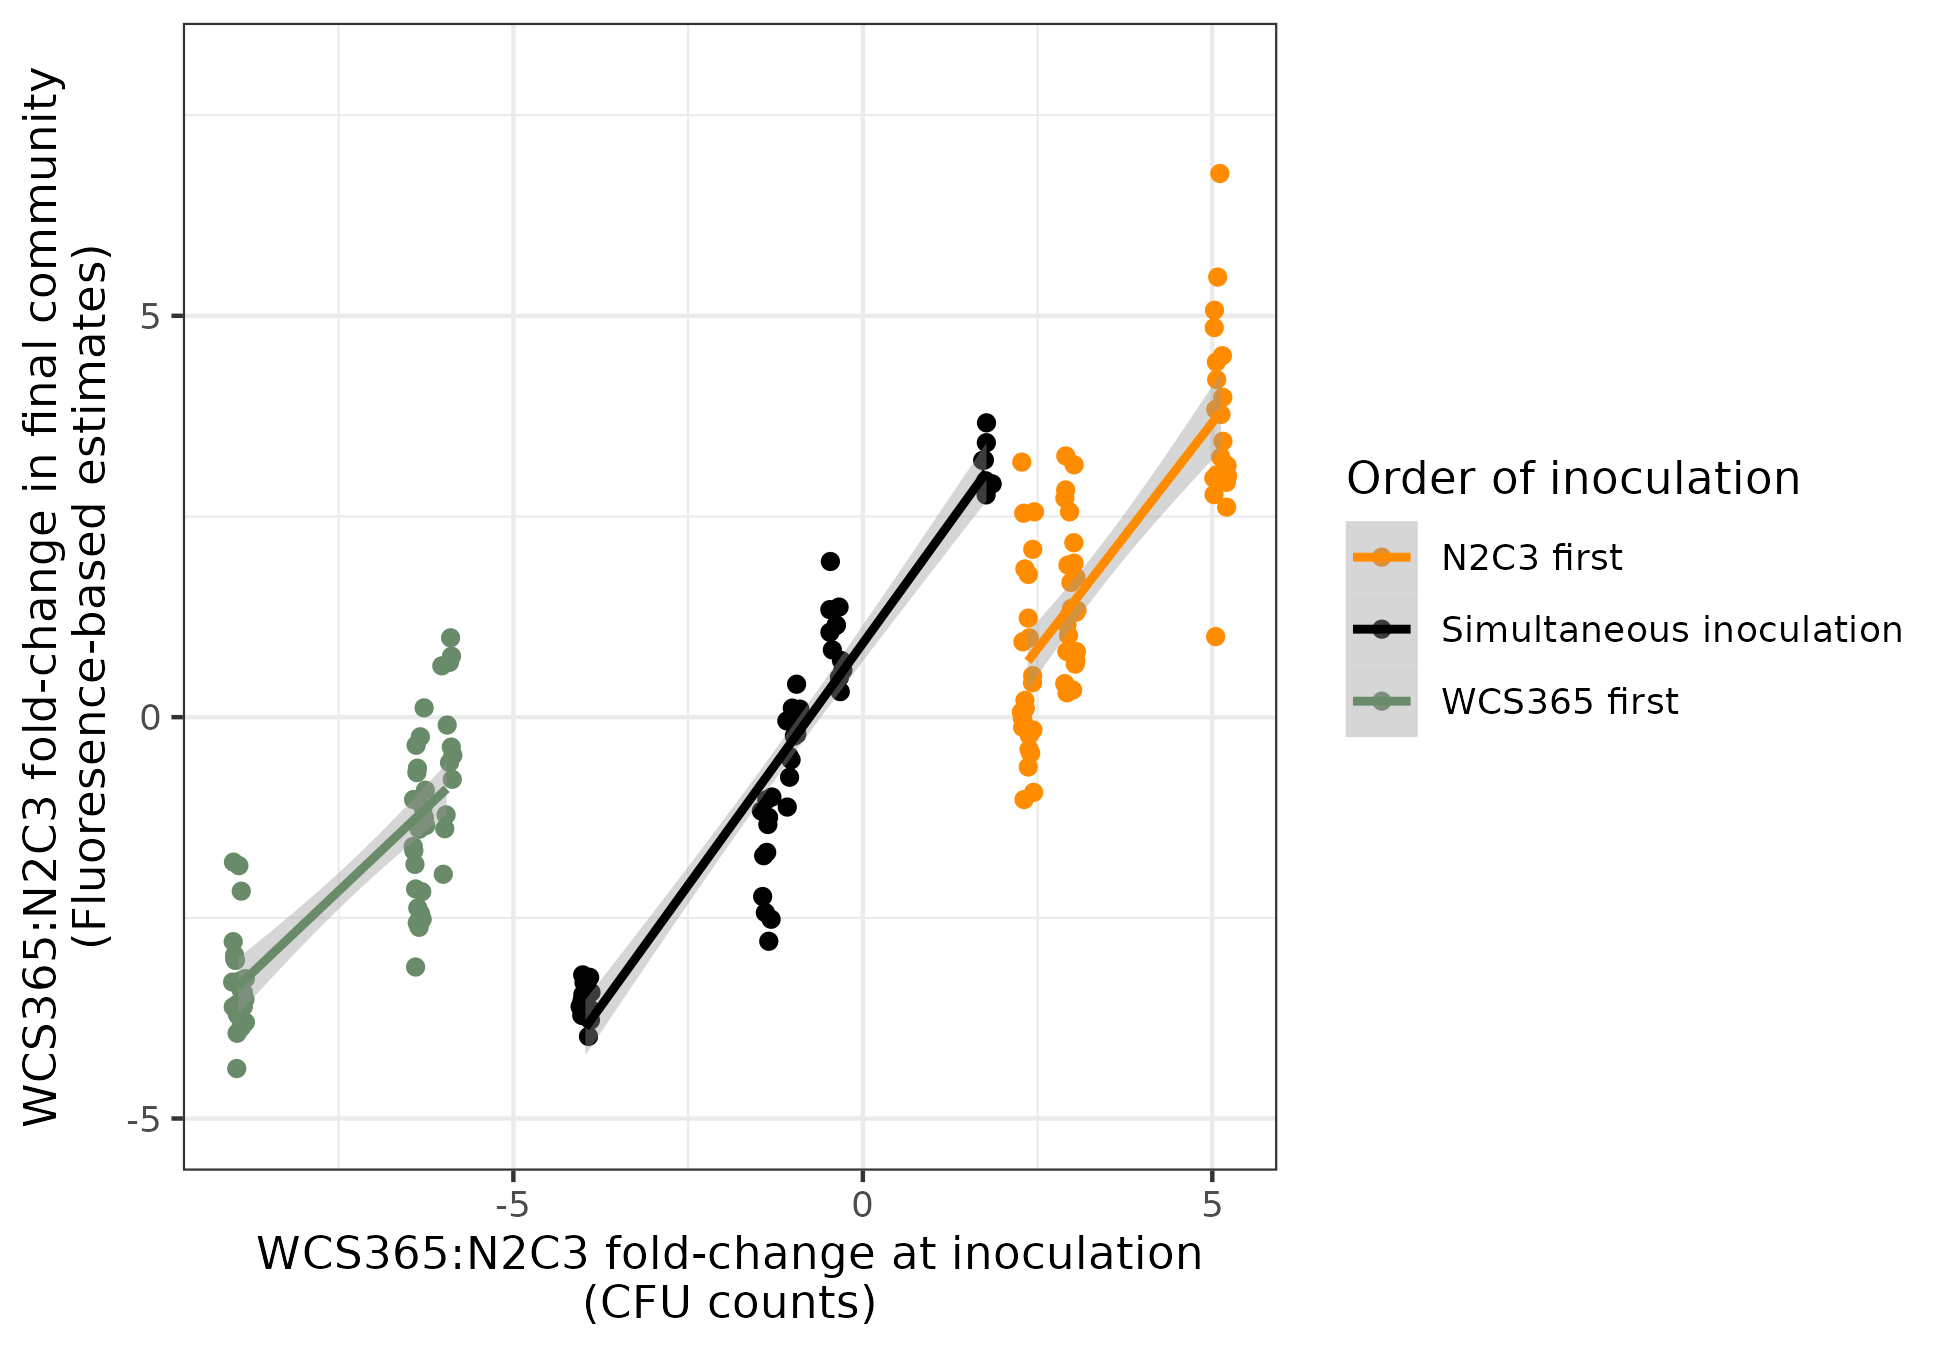 WCS365:N2C3 fold-change in final community
(Fluorescence-based estimates)
5
0
-5
-5
0
5
WCS365:N2C3 fold-change at inoculation
(CFU counts)
Order of inoculation
N2C3 first
Simultaneous inoculation
WCS365 first